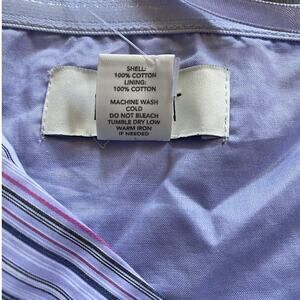 SHELL:
100% COTTON
LINING:
100% COTTON
MACHINE WASH
COLD
DO NOT BLEACH
TUMBLE DRY LOW
WARM IRON
IF NEEDED